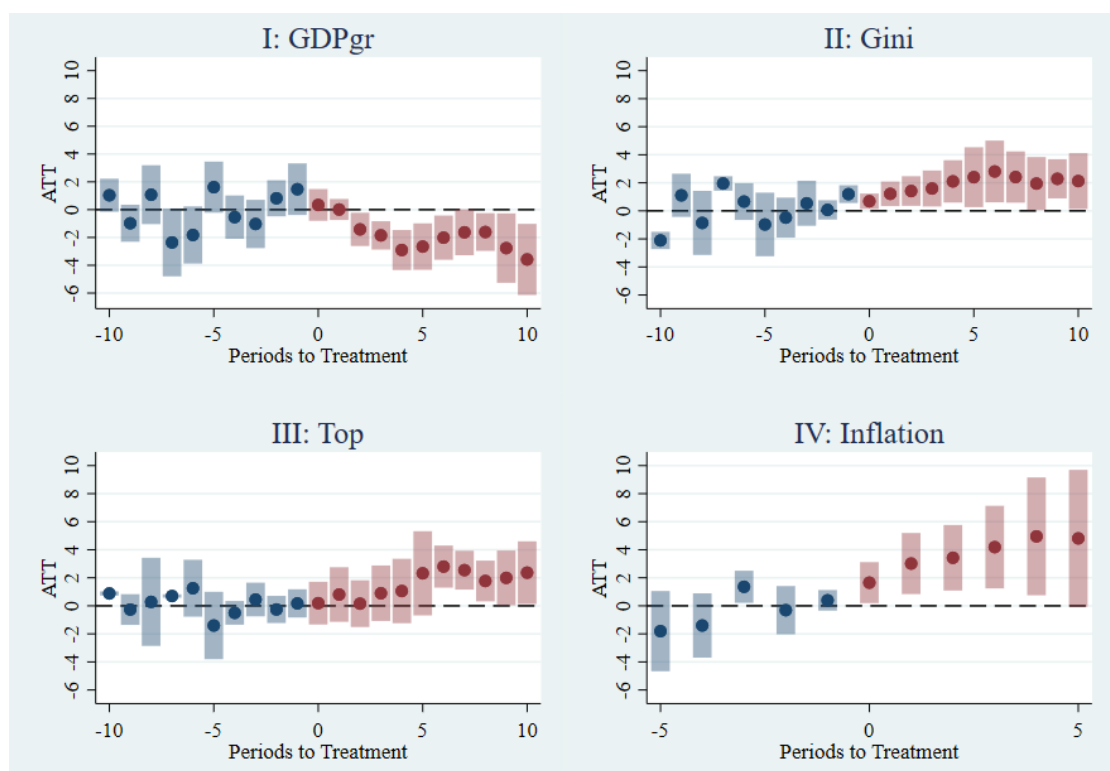 I: GDPgr
ATT
10
8
6
4
2
0
-2
-4
-6
-10 -5 0 5 10
Periods to Treatment
II: Gini
ATT
10
8
6
4
2
0
-2
-4
-6
-10 -5 0 5 10
Periods to Treatment
III: Top
ATT
10
8
6
4
2
0
-2
-4
-6
-10 -5 0 5 10
Periods to Treatment
IV: Inflation
ATT
10
8
6
4
2
0
-2
-4
-6
-5 0 5
Periods to Treatment